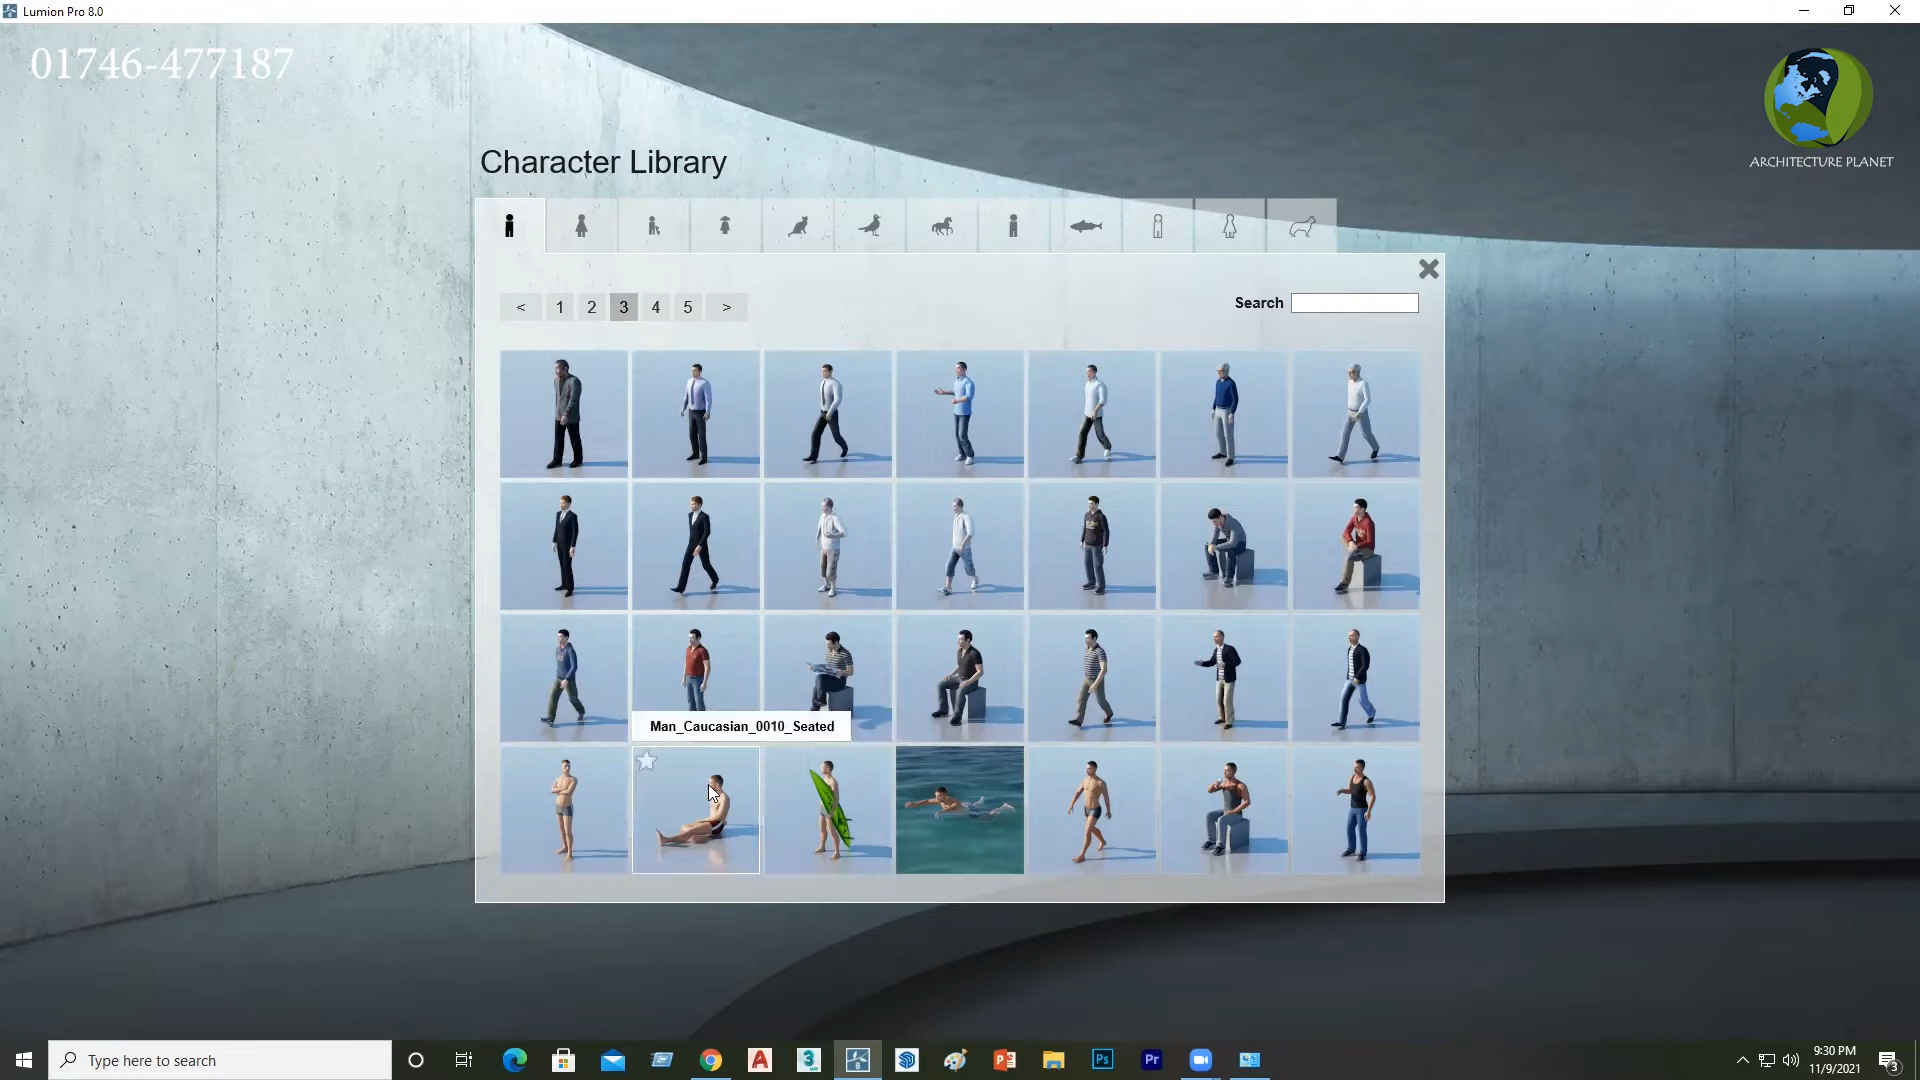 Lumion Pro 8.0
01746-477187
ARCHITECTURE PLANET
Character Library
< 1 2 3 4 5 >
Search
Man_Caucasian_0010_Seated
Type here to search
9:30 PM
11/9/2021
3